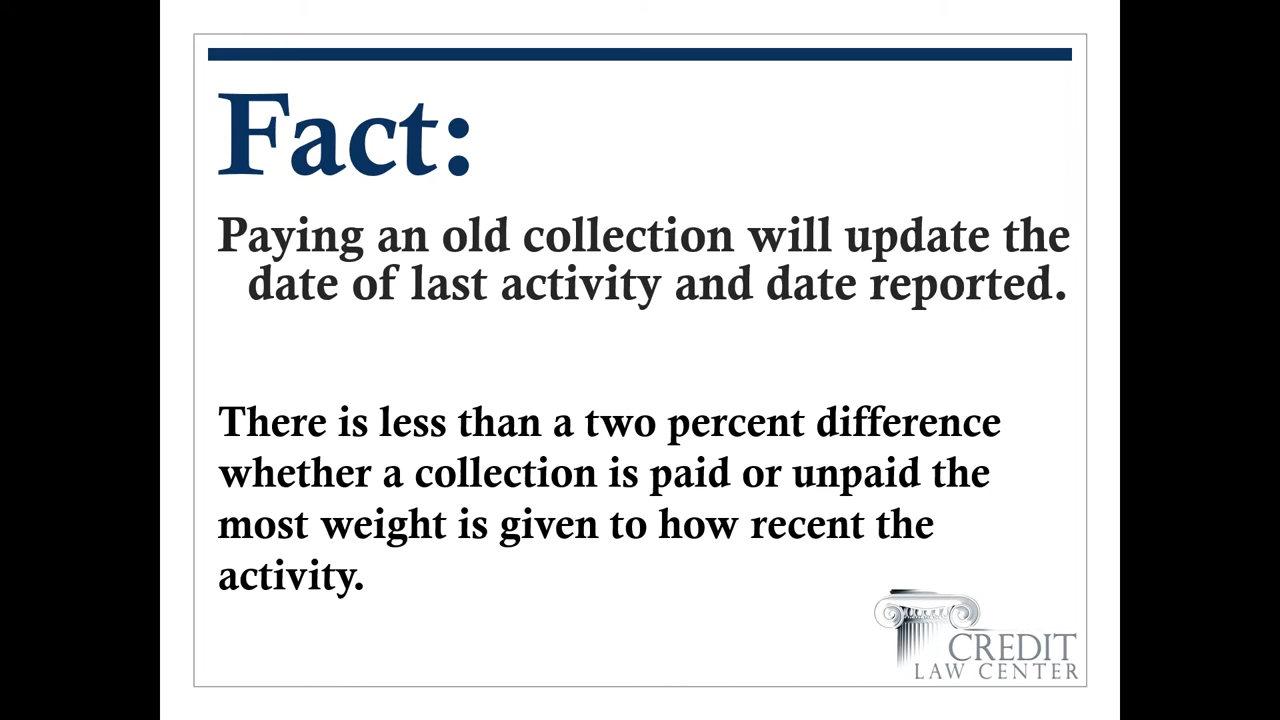 Fact:
Paying an old collection will update the
date of last activity and date reported.
There is less than a two percent difference
whether a collection is paid or unpaid the
most weight is given to how recent the
activity.
CREDIT
LAW CENTER